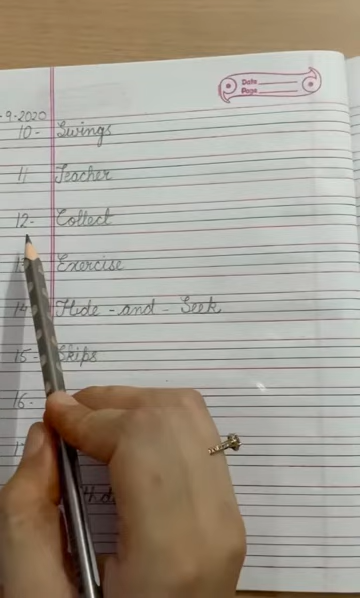 Date
Page
-9-2020
10- Swings
11 Teacher
12- Collect
Exercise
14 Hide-and-Seek
15- Skips
16-